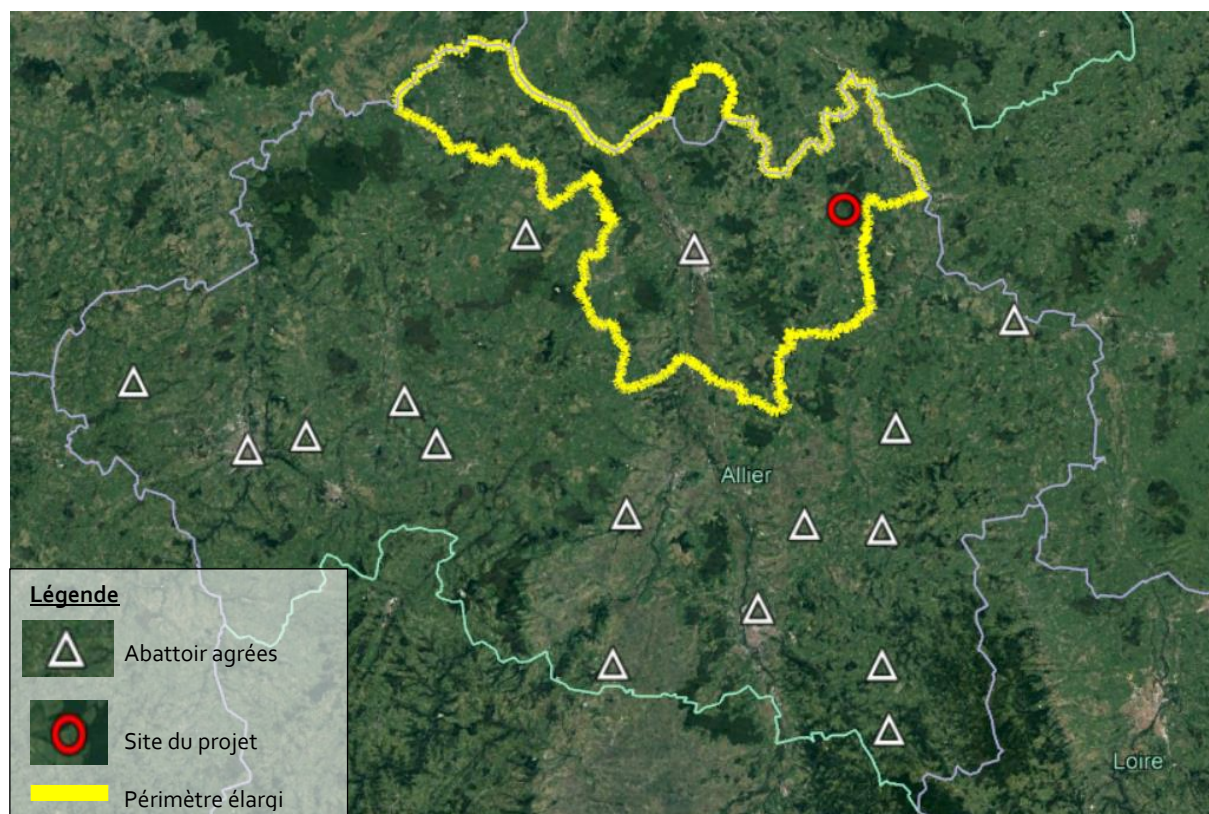 Allier
Loire
Légende
Abattoir agrées
Site du projet
Périmètre élargi